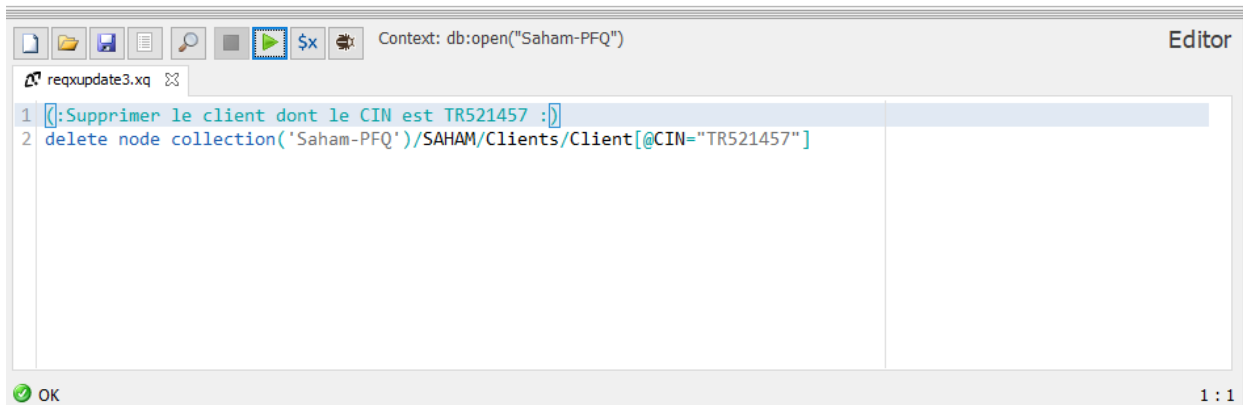 $x Context: db:open("Saham-PFQ") Editor
reqxupdate3.xq
1 (:Supprimer le client dont le CIN est TR521457 :)
2 delete node collection('Saham-PFQ')/SAHAM/Clients/Client[@CIN="TR521457"]
OK 1 : 1